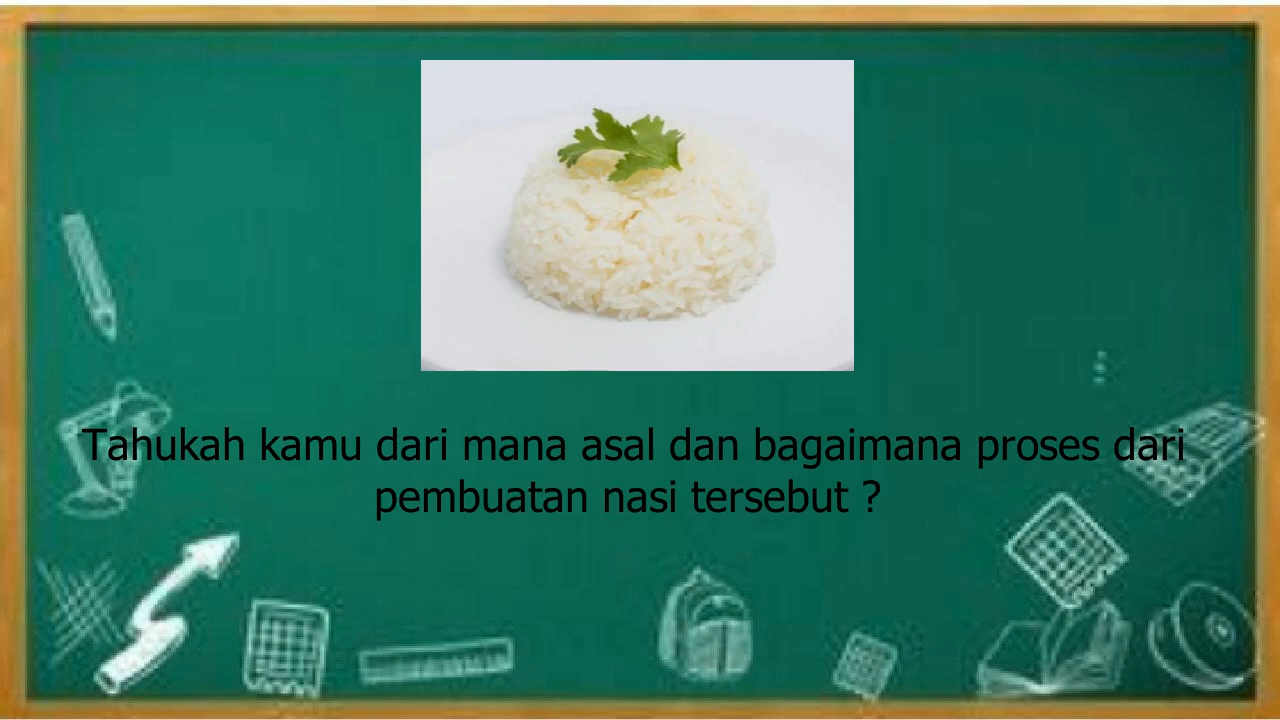 Tahukah kamu dari mana asal dan bagaimana proses dari
pembuatan nasi tersebut ?